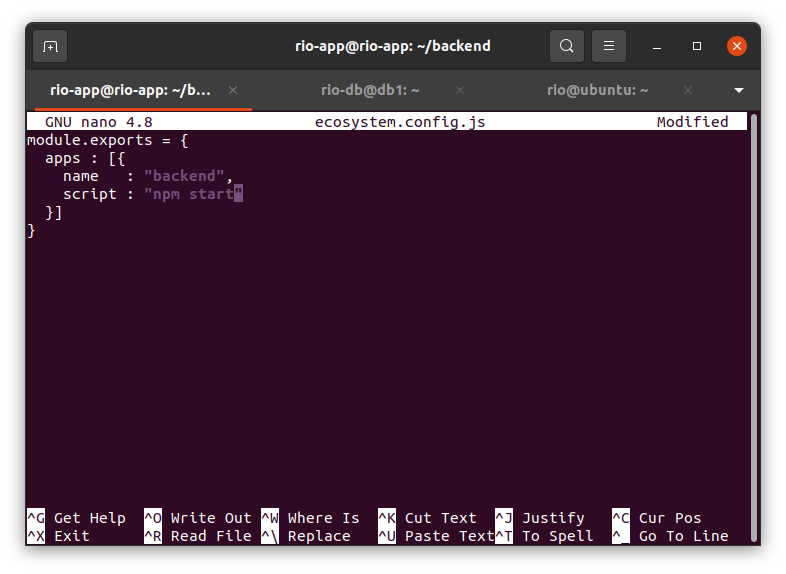 rio-app@rio-app: ~/backend
rio-app@rio-app: ~/b... rio-db@db1: ~ rio@ubuntu: ~
GNU nano 4.8 ecosystem.config.js Modified
module.exports = {
  apps : [{
    name   : "backend",
    script : "npm start"
  }]
}
^G Get Help ^O Write Out ^W Where Is ^K Cut Text ^J Justify ^C Cur Pos
^X Exit ^R Read File ^\ Replace ^U Paste Text ^T To Spell ^_ Go To Line